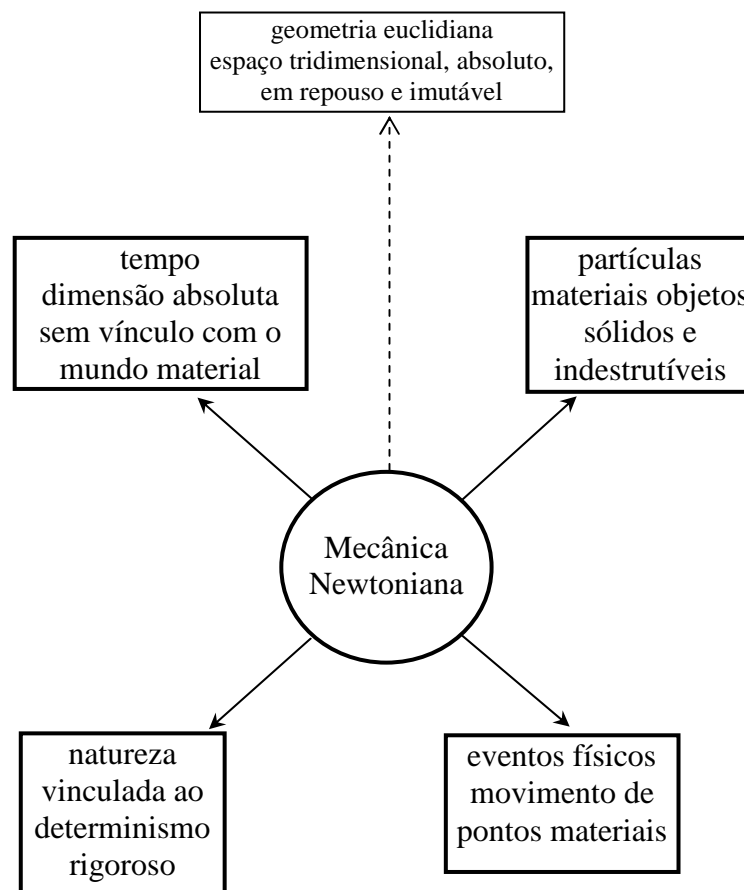 geometria euclidiana
espaço tridimensional, absoluto,
em repouso e imutável
tempo
dimensão absoluta
sem vínculo com o
mundo material
partículas
materiais objetos
sólidos e
indestrutíveis
Mecânica
Newtoniana
natureza
vinculada ao
determinismo
rigoroso
eventos físicos
movimento de
pontos materiais